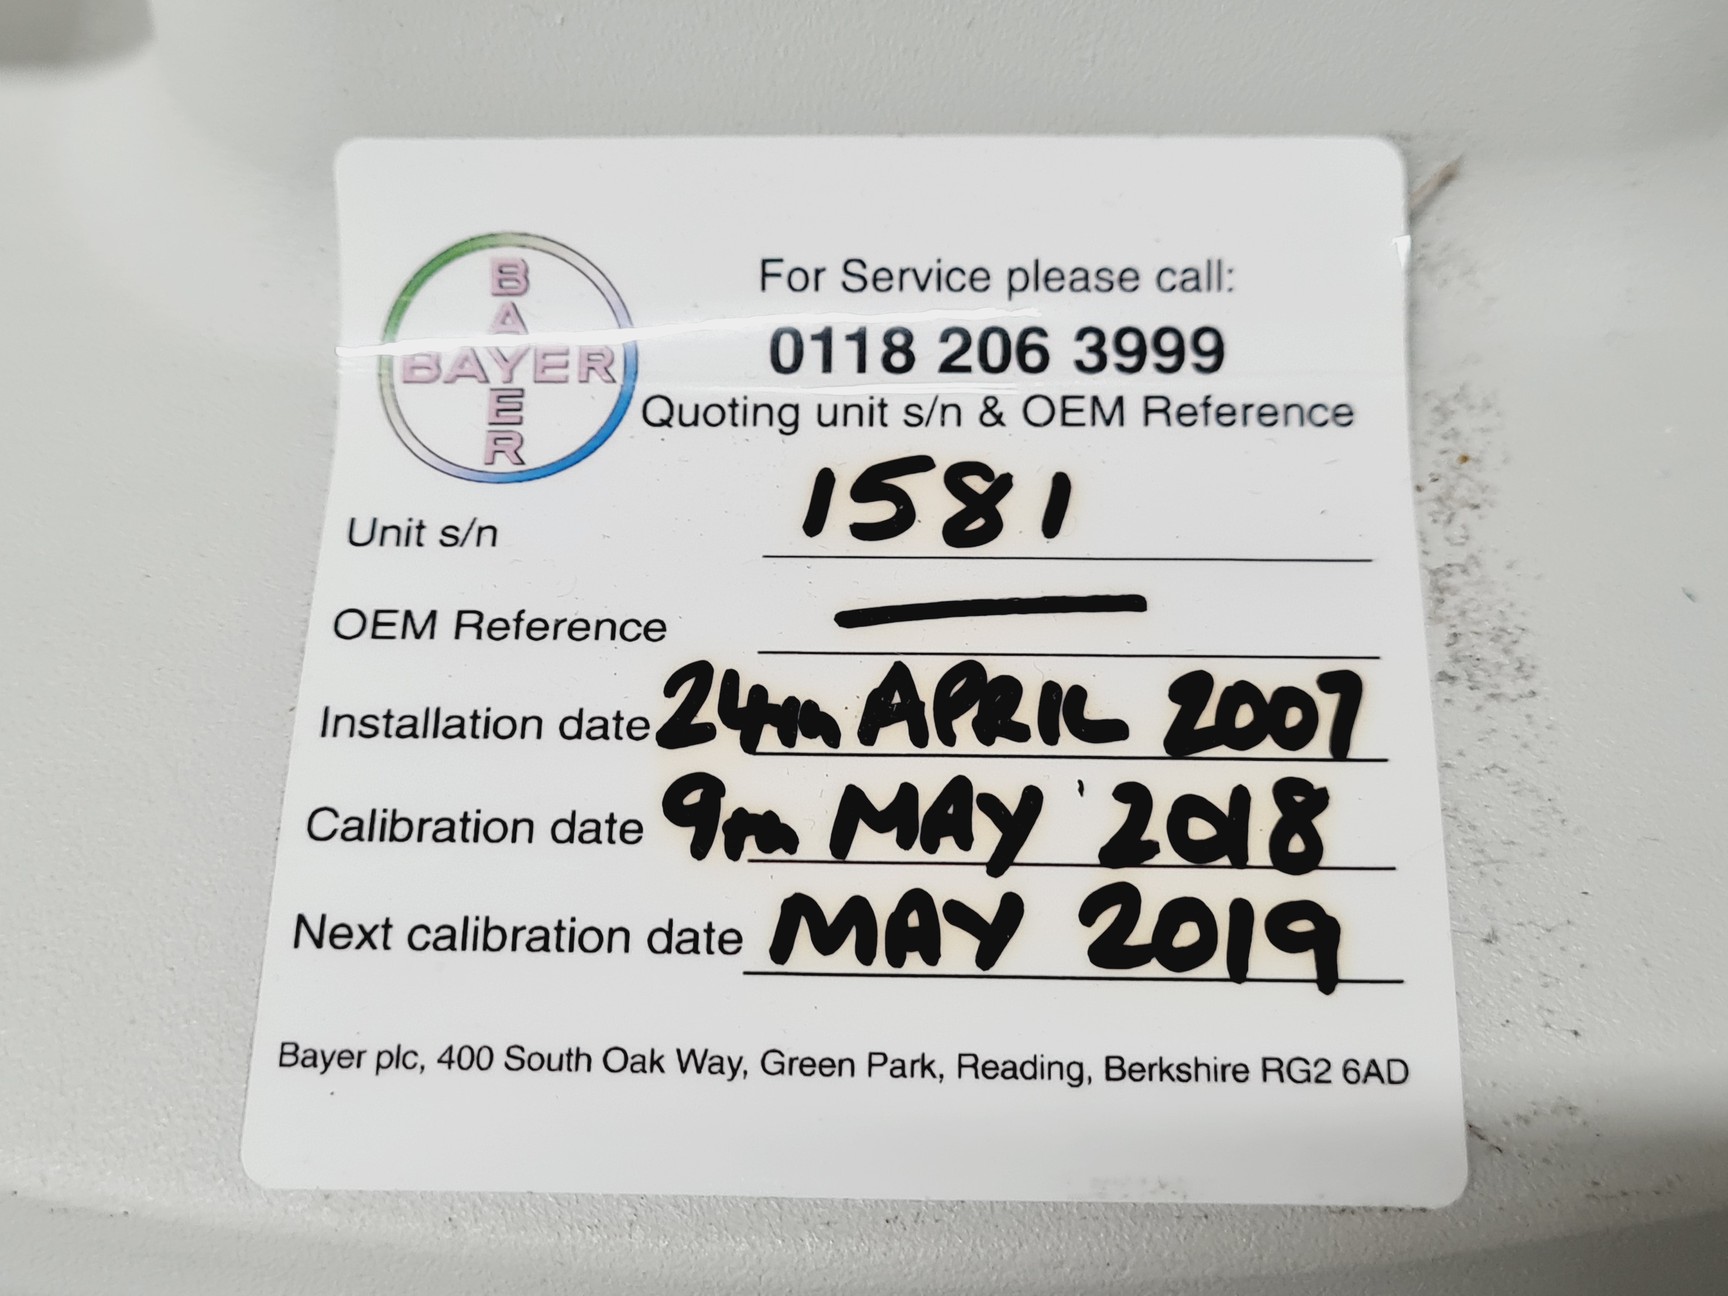 BAYER
BAYER
For Service please call:
0118 206 3999
Quoting unit s/n & OEM Reference
Unit s/n 1581
OEM Reference —
Installation date 24TH APRIL 2007
Calibration date 9TH MAY 2018
Next calibration date MAY 2019
Bayer plc, 400 South Oak Way, Green Park, Reading, Berkshire RG2 6AD